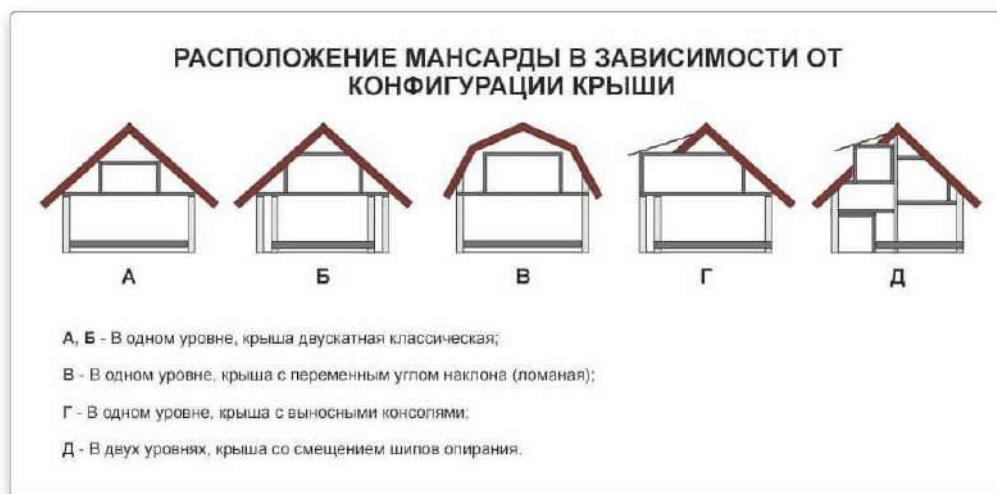 РАСПОЛОЖЕНИЕ МАНСАРДЫ В ЗАВИСИМОСТИ ОТ
КОНФИГУРАЦИИ КРЫШИ
А Б В Г Д
А, Б - В одном уровне, крыша двускатная классическая;
В - В одном уровне, крыша с переменным углом наклона (ломаная);
Г - В одном уровне, крыша с выносными консолями;
Д - В двух уровнях, крыша со смещением шипов опирания.